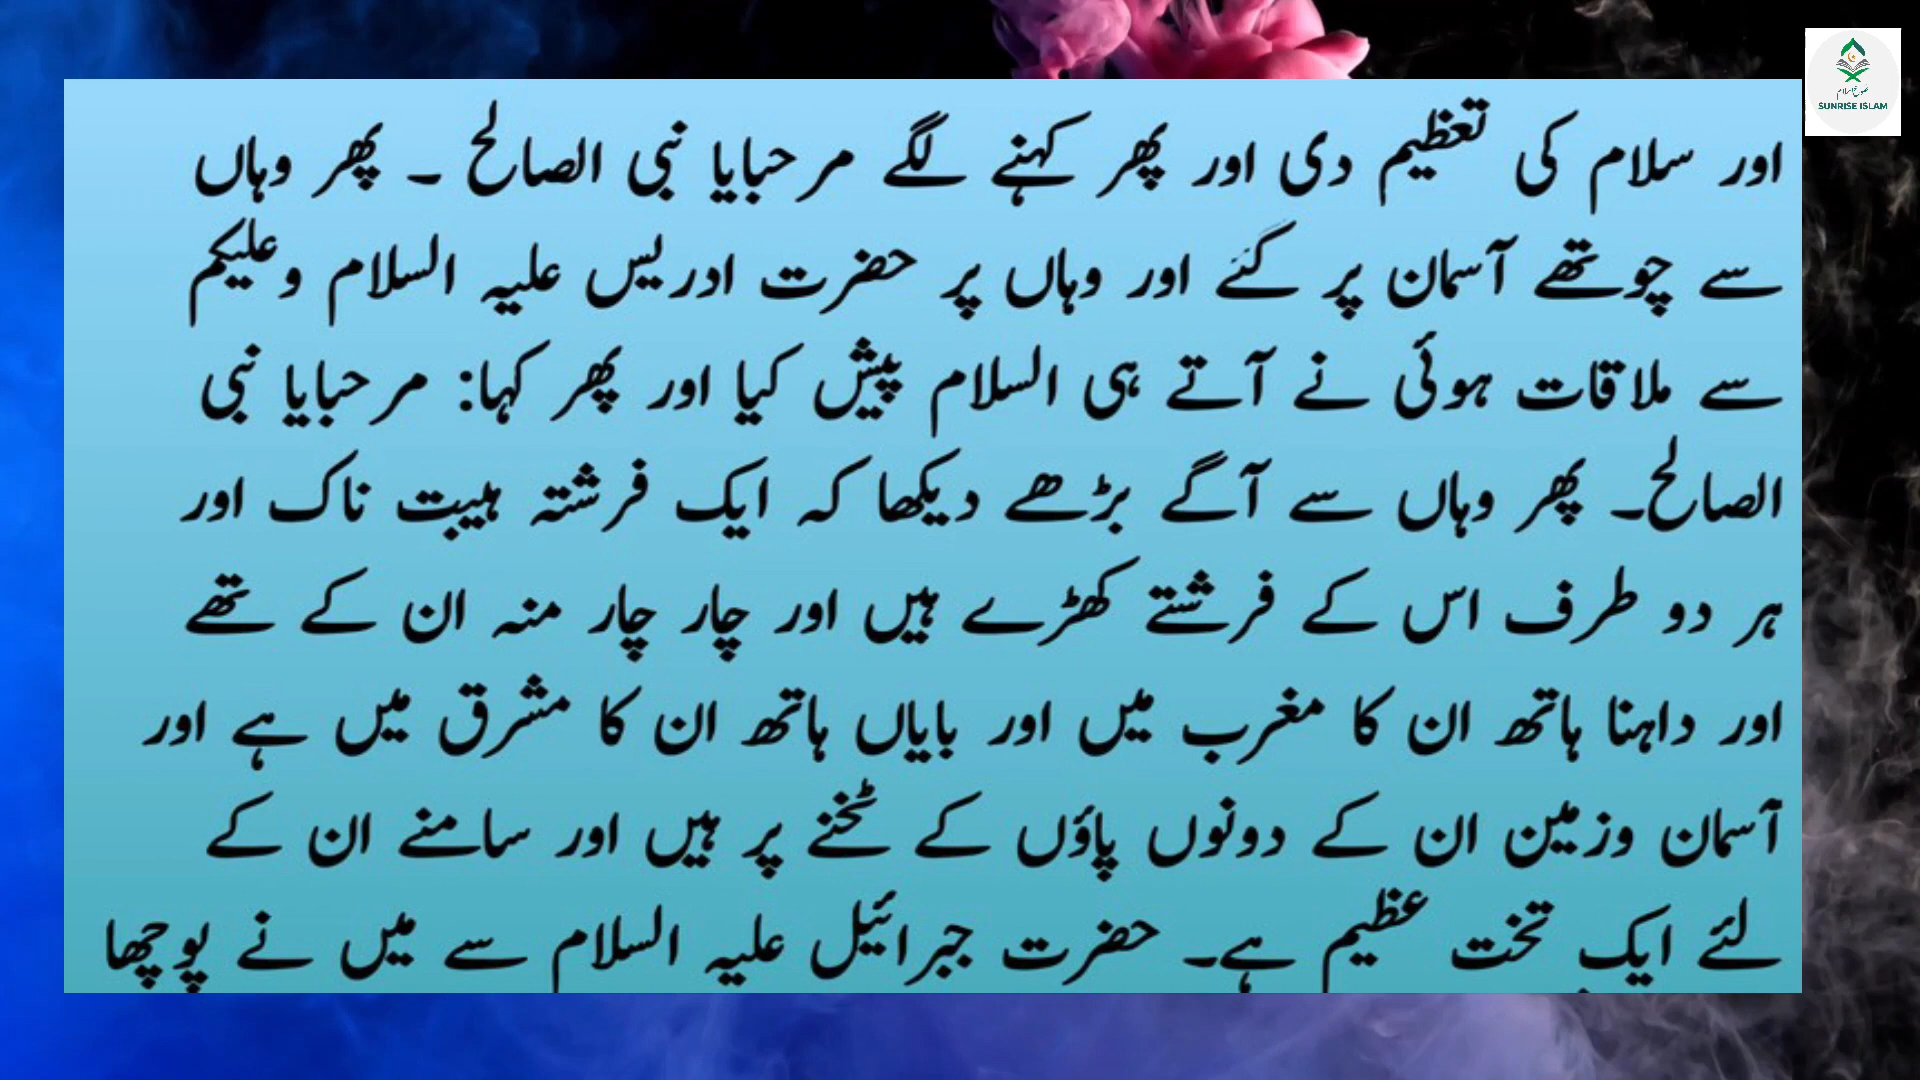 اور سلام کی تعظیم دی اور پھر کہنے لگے مرحبایا نبی الصالح ۔ پھر وہاں
سے چوتھے آسمان پر گئے اور وہاں پر حضرت ادریس علیہ السلام وعلیکم
سے ملاقات ہوئی نے آتے ہی السلام پیش کیا اور پھر کہا: مرحبایا نبی
الصالح۔ پھر وہاں سے آگے بڑھے دیکھا کہ ایک فرشتہ ہیبت ناک اور
ہر دو طرف اس کے فرشتے کھڑے ہیں اور چار چار منہ ان کے تھے
اور داہنا ہاتھ ان کا مغرب میں اور بایاں ہاتھ ان کا مشرق میں ہے اور
آسمان وزمین ان کے دونوں پاؤں کے ٹخنے پر ہیں اور سامنے ان کے
لئے ایک تخت عظیم ہے۔ حضرت جبرائیل علیہ السلام سے میں نے پوچھا
SUNRISE ISLAM